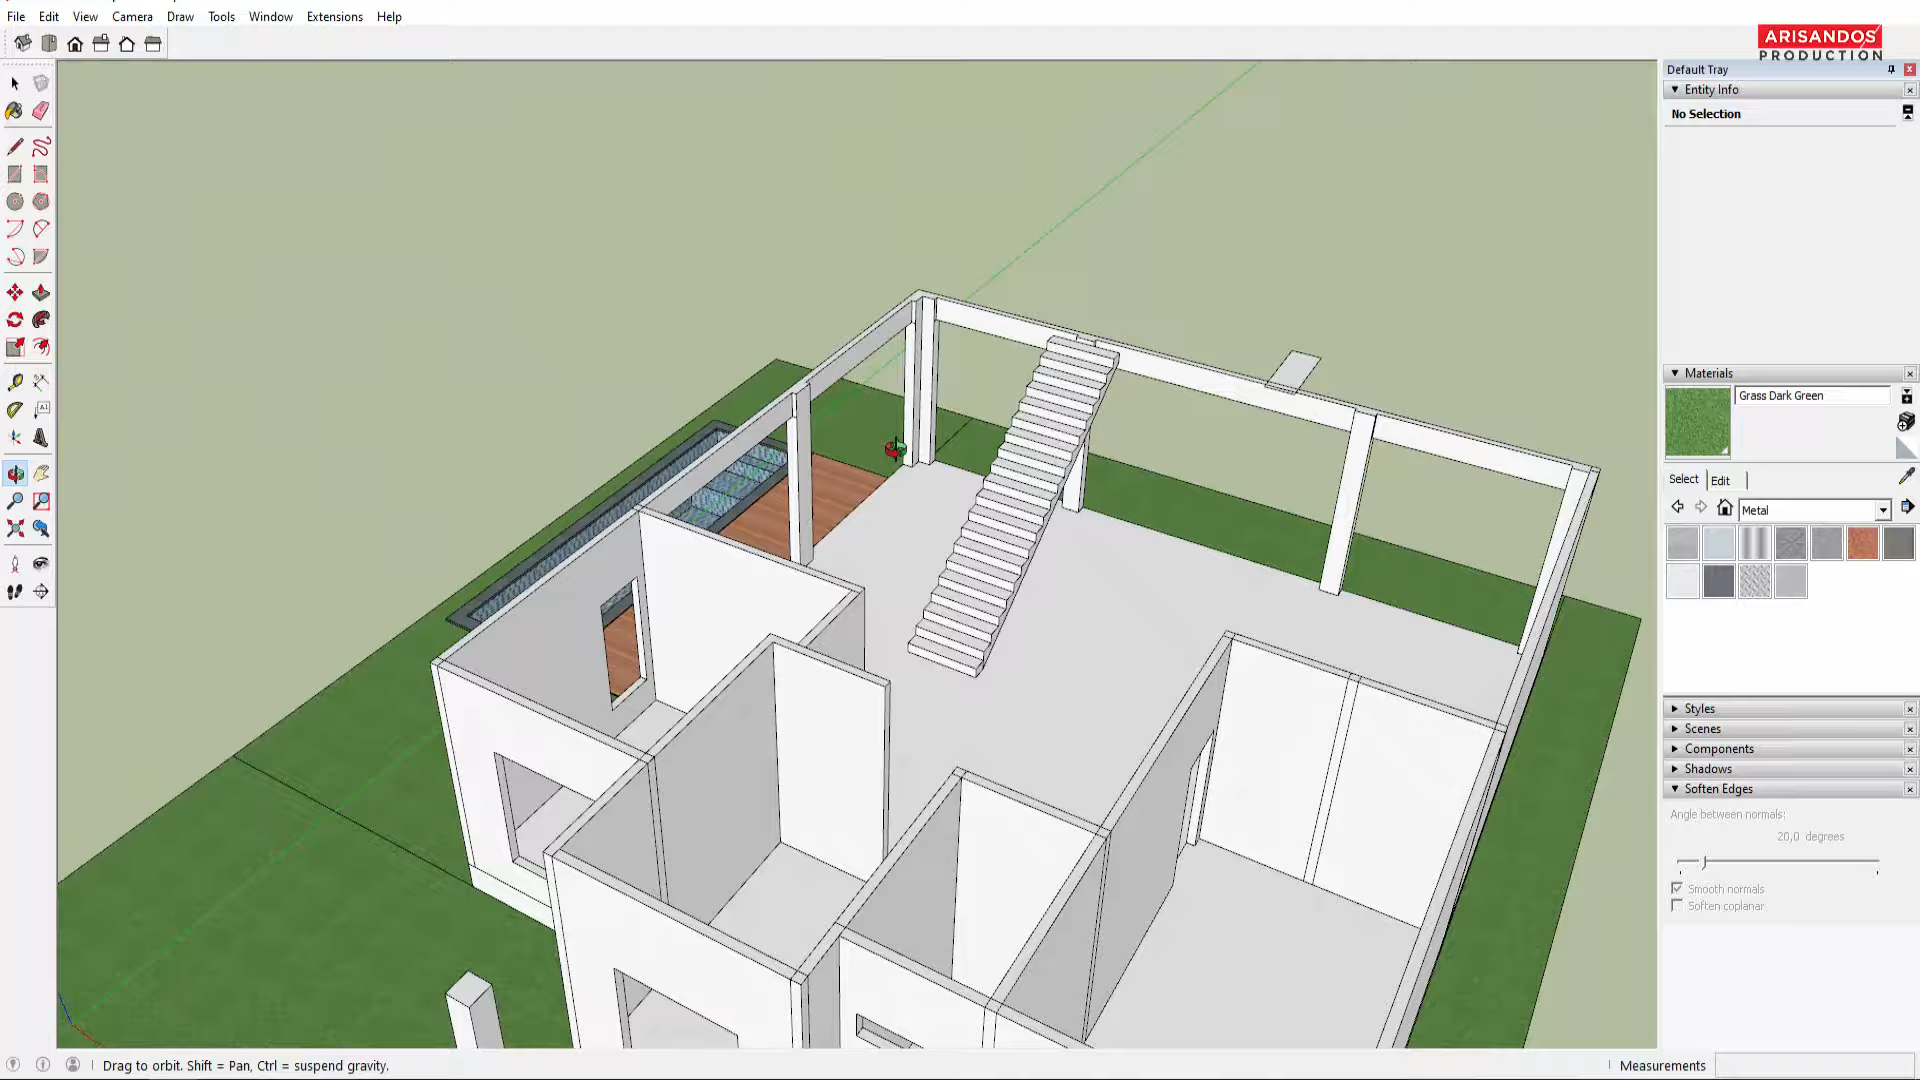 File Edit View Camera Draw Tools Window Extensions Help
ARISANDOS
PRODUCTION
Default Tray
Entity Info
No Selection
Materials
Grass Dark Green
Select Edit
Metal
Styles
Scenes
Components
Shadows
Soften Edges
Angle between normals:
20,0 degrees
Smooth normals
Soften coplanar
Drag to orbit. Shift = Pan, Ctrl = suspend gravity.
Measurements